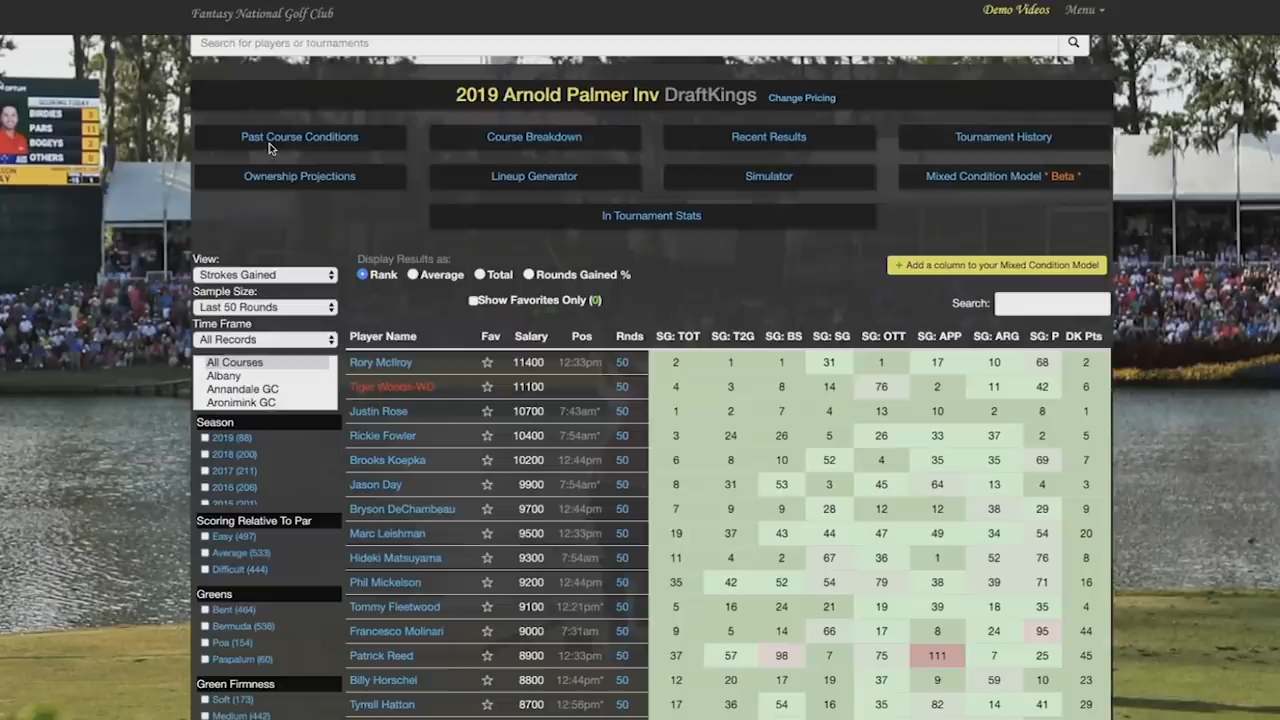 Fantasy National Golf Club
Demo Videos Menu
Search for players or tournaments
2019 Arnold Palmer Inv DraftKings Change Pricing
Past Course Conditions Course Breakdown Recent Results Tournament History
Ownership Projections Lineup Generator Simulator Mixed Condition Model * Beta *
In Tournament Stats
OPTUM
SCORING TODAY
BIRDIES 3
PARS 11
BOGEYS 2
OTHERS 0
View:
Strokes Gained
Sample Size:
Last 50 Rounds
Time Frame
All Records
All Courses
Albany
Annandale GC
Aronimink GC
Season
2019 (88)
2018 (200)
2017 (211)
2016 (206)
2015 (201)
Scoring Relative To Par
Easy (497)
Average (533)
Difficult (444)
Greens
Bent (464)
Bermuda (536)
Poa (154)
Paspalum (60)
Green Firmness
Soft (173)
Medium (442)
Display Results as:
Rank Average Total Rounds Gained %
+ Add a column to your Mixed Condition Model
Show Favorites Only (0)
Search:
Player Name Fav Salary Pos Rnds SG: TOT SG: T2G SG: BS SG: SG SG: OTT SG: APP SG: ARG SG: P DK Pts
Rory McIlroy 11400 12:33pm 50 2 1 1 31 1 17 10 68 2
Tiger Woods-WD 11100 50 4 3 8 14 76 2 11 42 6
Justin Rose 10700 7:43am* 50 1 2 7 4 13 10 2 8 1
Rickie Fowler 10400 7:54am* 50 3 24 26 5 26 33 37 2 5
Brooks Koepka 10200 12:44pm 50 6 8 10 52 4 35 35 69 7
Jason Day 9900 7:54am* 50 8 31 53 3 45 64 13 4 3
Bryson DeChambeau 9700 12:44pm 50 7 9 9 28 12 12 38 29 9
Marc Leishman 9500 12:33pm 50 19 37 43 44 47 49 34 54 20
Hideki Matsuyama 9300 7:54am 50 11 4 2 67 36 1 52 76 8
Phil Mickelson 9200 12:44pm 50 35 42 52 54 79 38 39 71 16
Tommy Fleetwood 9100 12:21pm* 50 5 16 24 21 19 39 18 35 4
Francesco Molinari 9000 7:31am 50 9 5 14 66 17 8 24 95 44
Patrick Reed 8900 12:33pm 50 37 57 98 7 75 111 7 25 45
Billy Horschel 8800 12:44pm* 50 12 20 17 19 37 9 59 10 23
Tyrrell Hatton 8700 12:56pm* 50 17 36 54 16 35 82 14 41 29